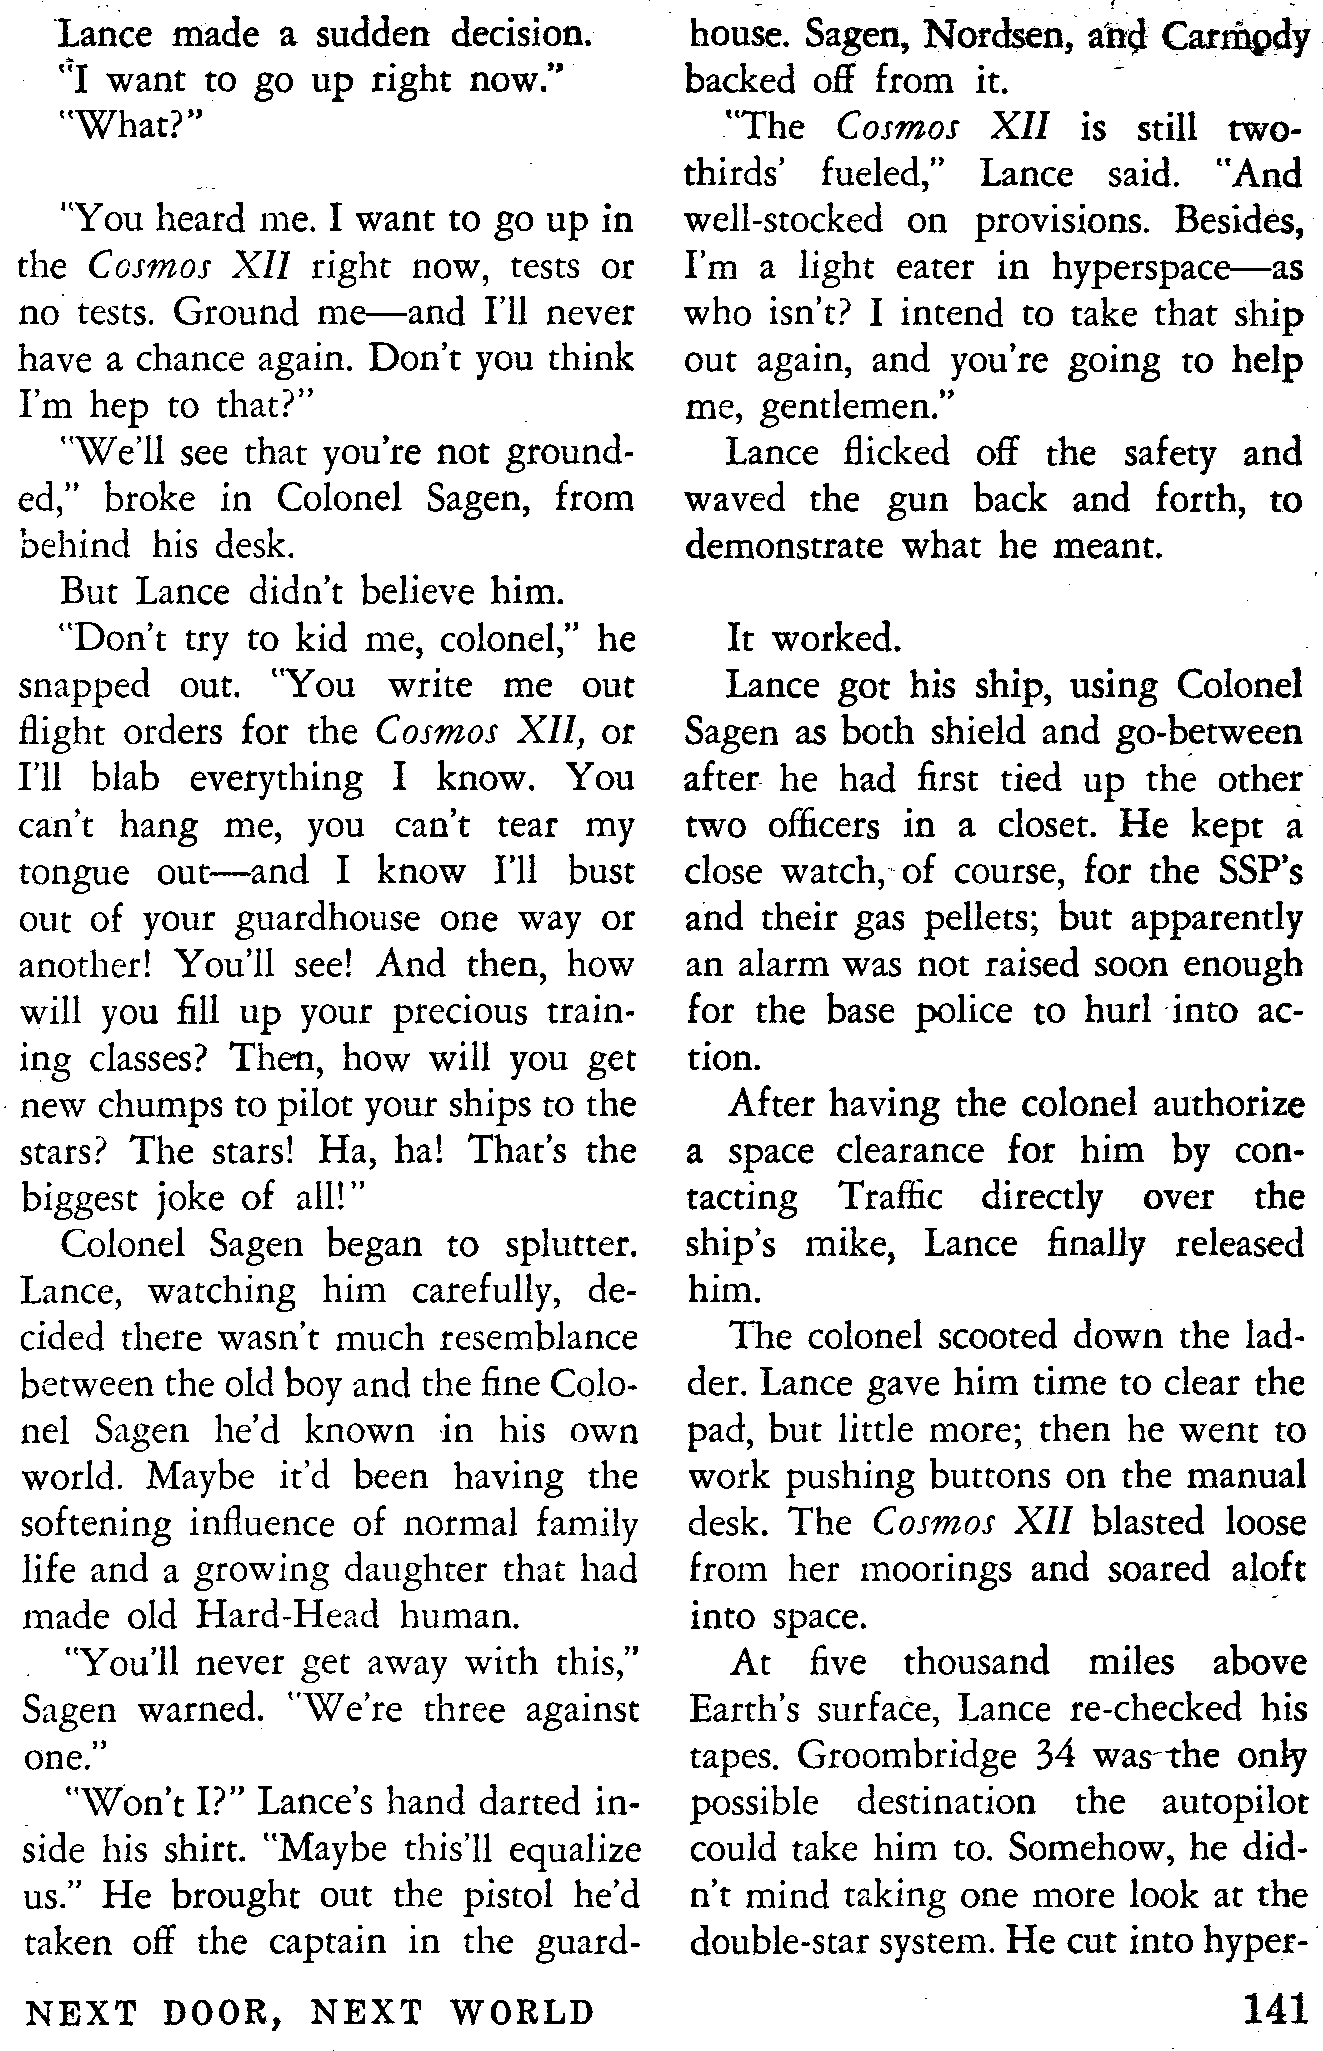 Lance made a sudden decision.
"I want to go up right now."
"What?"
"You heard me. I want to go up in
the Cosmos XII right now, tests or
no tests. Ground me—and I'll never
have a chance again. Don't you think
I'm hep to that?"
"We'll see that you're not ground-
ed," broke in Colonel Sagen, from
behind his desk.
But Lance didn't believe him.
"Don't try to kid me, colonel," he
snapped out. "You write me out
flight orders for the Cosmos XII, or
I'll blab everything I know. You
can't hang me, you can't tear my
tongue out—and I know I'll bust
out of your guardhouse one way or
another! You'll see! And then, how
will you fill up your precious train-
ing classes? Then, how will you get
new chumps to pilot your ships to the
stars? The stars! Ha, ha! That's the
biggest joke of all!"
Colonel Sagen began to splutter.
Lance, watching him carefully, de-
cided there wasn't much resemblance
between the old boy and the fine Colo-
nel Sagen he'd known in his own
world. Maybe it'd been having the
softening influence of normal family
life and a growing daughter that had
made old Hard-Head human.
"You'll never get away with this,"
Sagen warned. "We're three against
one."
"Won't I?" Lance's hand darted in-
side his shirt. "Maybe this'll equalize
us." He brought out the pistol he'd
taken off the captain in the guard-
house. Sagen, Nordsen, and Carmody
backed off from it.
"The Cosmos XII is still two-
thirds' fueled," Lance said. "And
well-stocked on provisions. Besides,
I'm a light eater in hyperspace—as
who isn't? I intend to take that ship
out again, and you're going to help
me, gentlemen."
Lance flicked off the safety and
waved the gun back and forth, to
demonstrate what he meant.
It worked.
Lance got his ship, using Colonel
Sagen as both shield and go-between
after he had first tied up the other
two officers in a closet. He kept a
close watch, of course, for the SSP's
and their gas pellets; but apparently
an alarm was not raised soon enough
for the base police to hurl into ac-
tion.
After having the colonel authorize
a space clearance for him by con-
tacting Traffic directly over the
ship's mike, Lance finally released
him.
The colonel scooted down the lad-
der. Lance gave him time to clear the
pad, but little more; then he went to
work pushing buttons on the manual
desk. The Cosmos XII blasted loose
from her moorings and soared aloft
into space.
At five thousand miles above
Earth's surface, Lance re-checked his
tapes. Groombridge 34 was the only
possible destination the autopilot
could take him to. Somehow, he did-
n't mind taking one more look at the
double-star system. He cut into hyper-
NEXT DOOR, NEXT WORLD
141